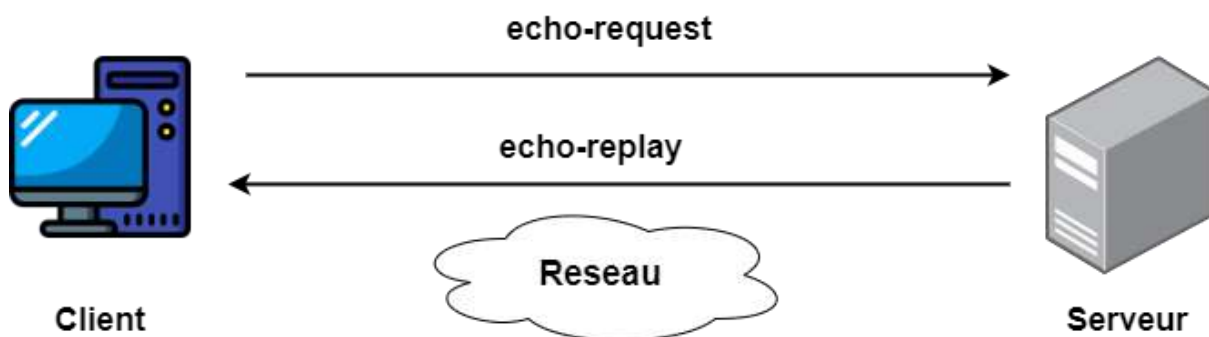 echo-request
echo-replay
Reseau
Client
Serveur